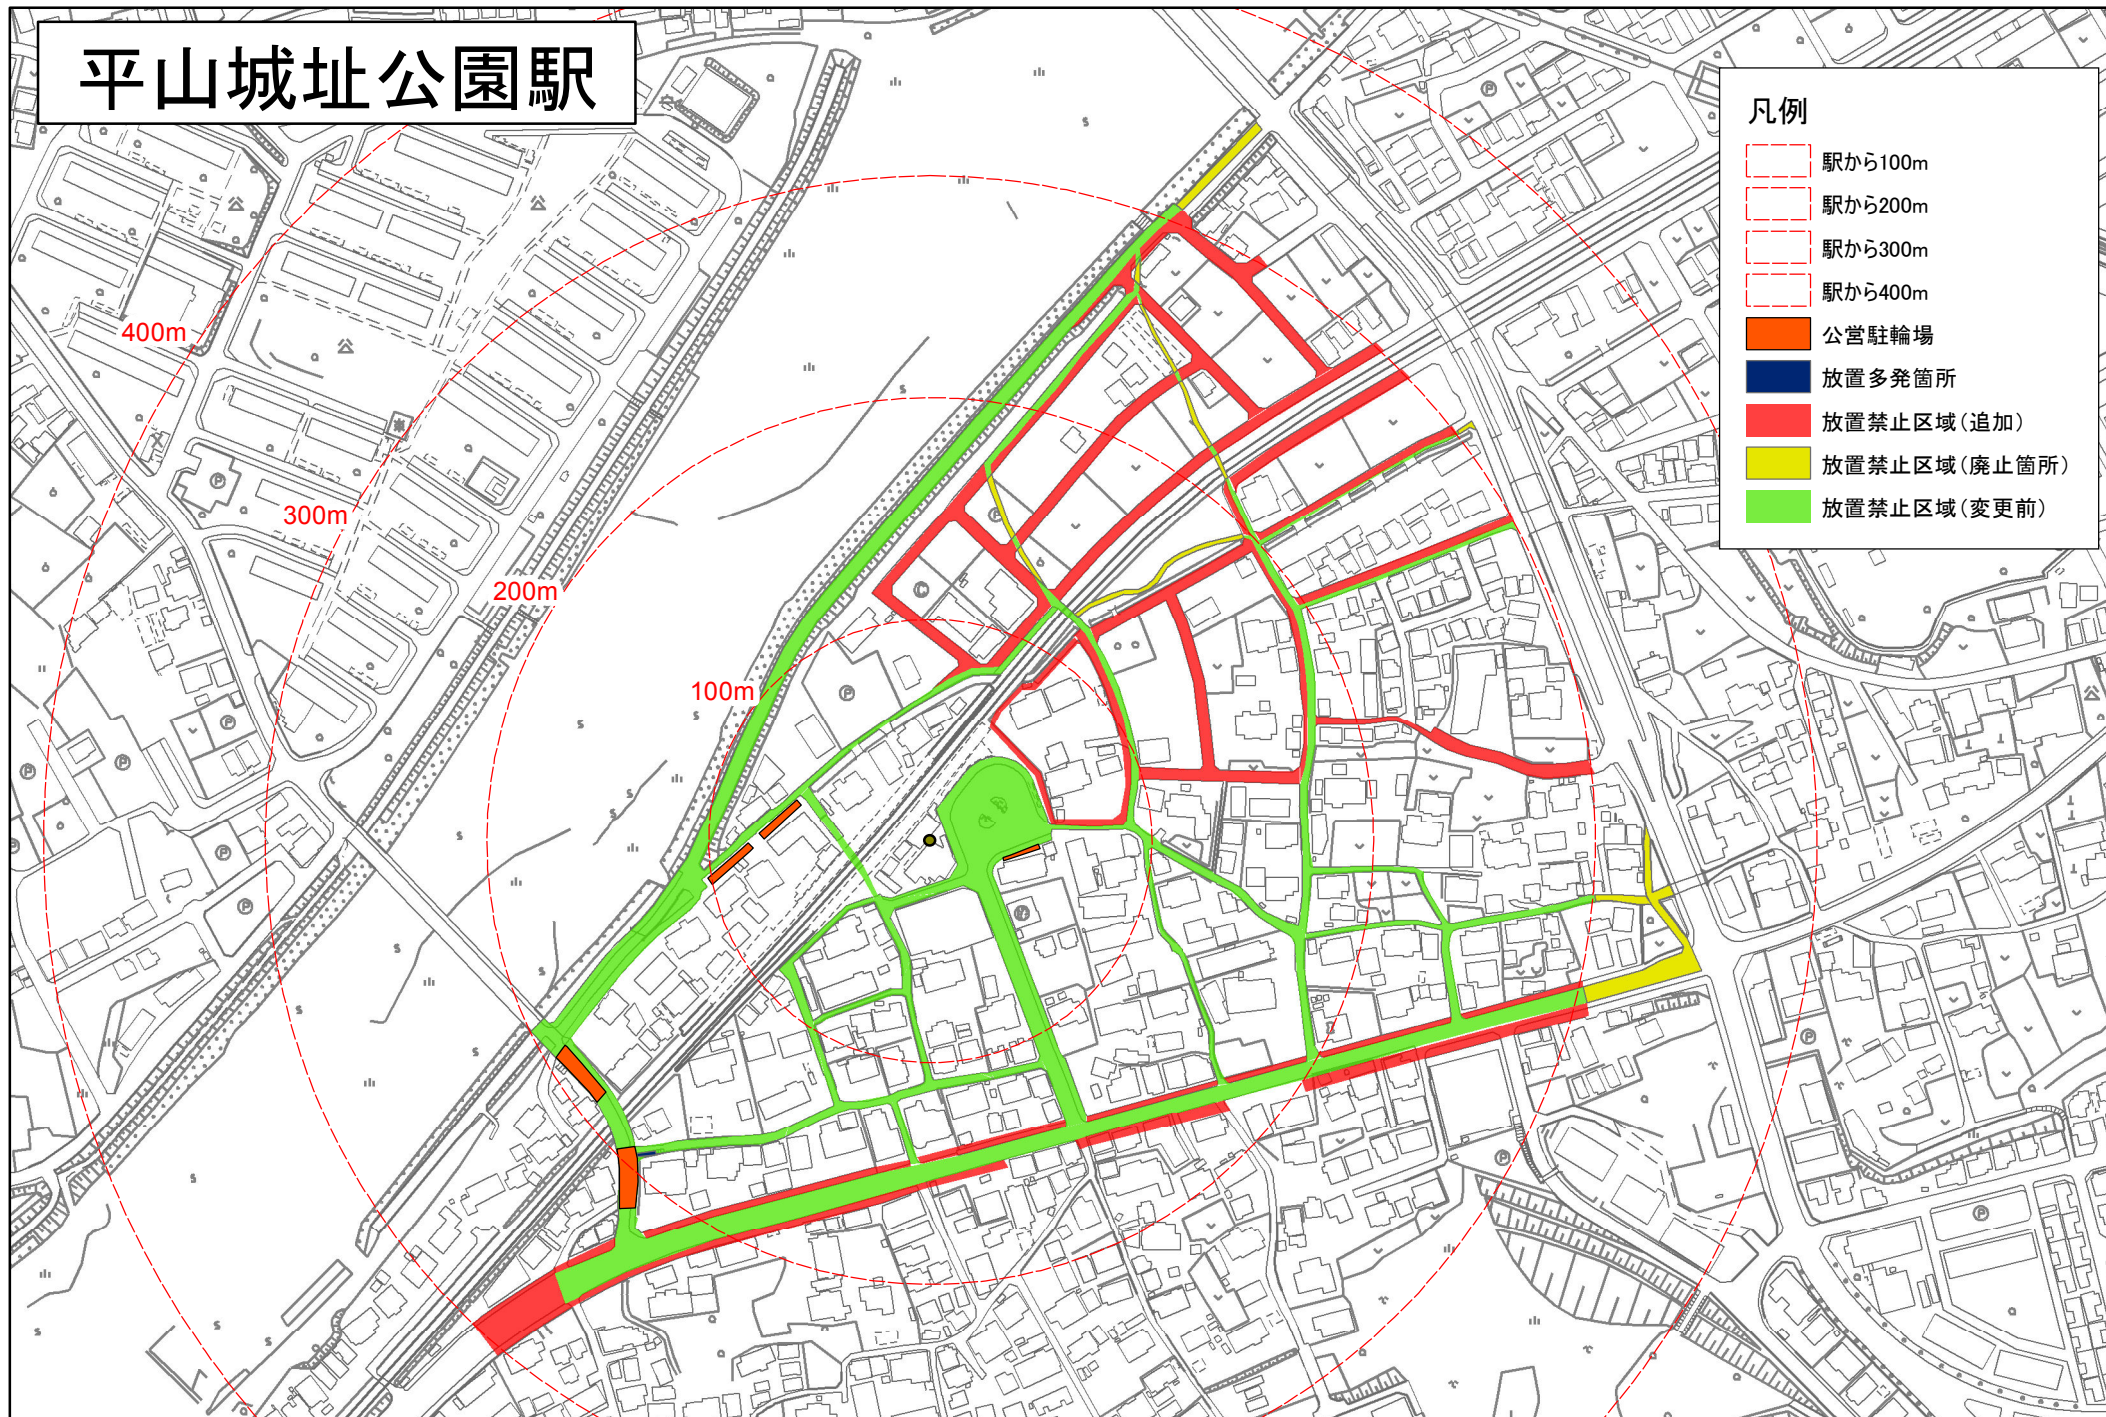 平山城址公園駅
凡例
駅から100m
駅から200m
駅から300m
駅から400m
公営駐輪場
放置多発箇所
放置禁止区域(追加)
放置禁止区域(廃止箇所)
放置禁止区域(変更前)
400m
300m
200m
100m